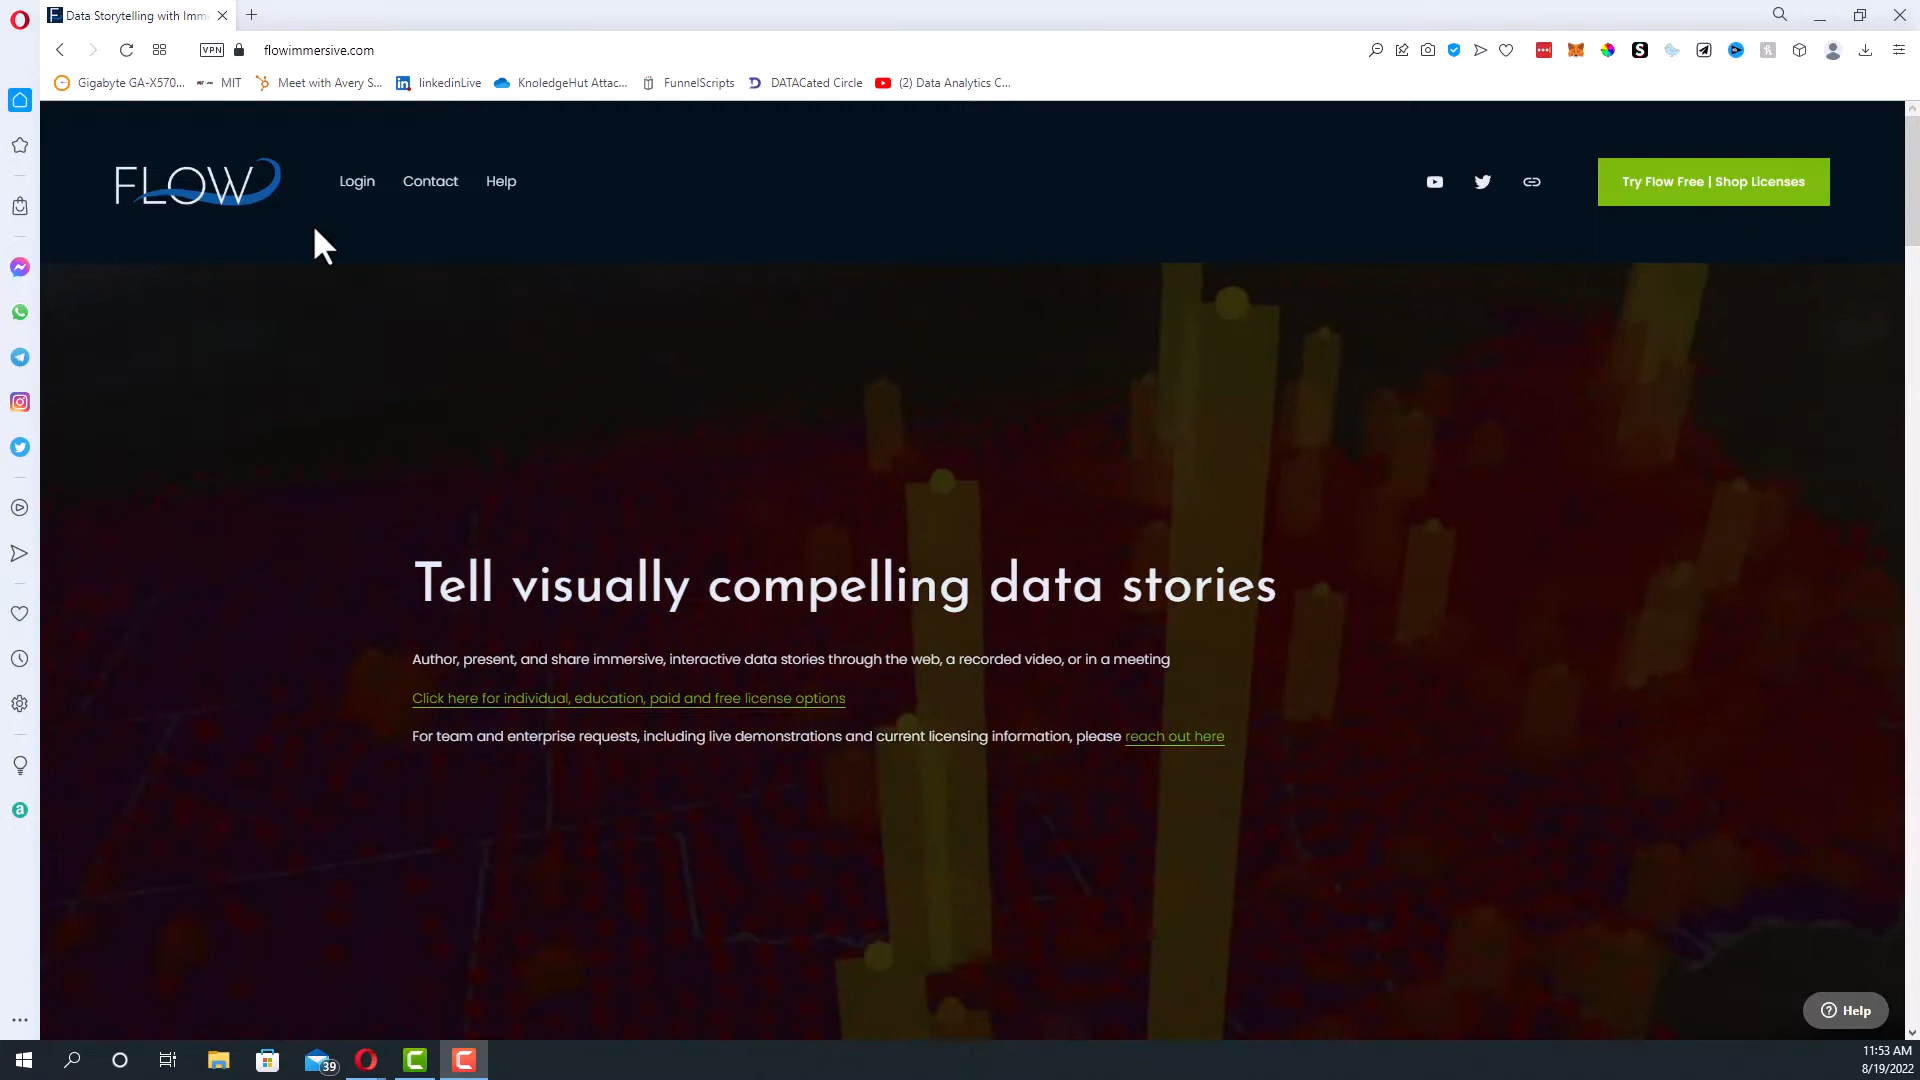 Data Storytelling with Imm
VPN
flowimmersive.com
Gigabyte GA-X570...
MIT
Meet with Avery S...
linkedinLive
KnoledgeHut Attac...
FunnelScripts
DATACated Circle
(2) Data Analytics C...
FLOW
Login
Contact
Help
Try Flow Free | Shop Licenses
Tell visually compelling data stories
Author, present, and share immersive, interactive data stories through the web, a recorded video, or in a meeting
Click here for individual, education, paid and free license options
For team and enterprise requests, including live demonstrations and current licensing information, please reach out here
Help
39
11:53 AM
8/19/2022